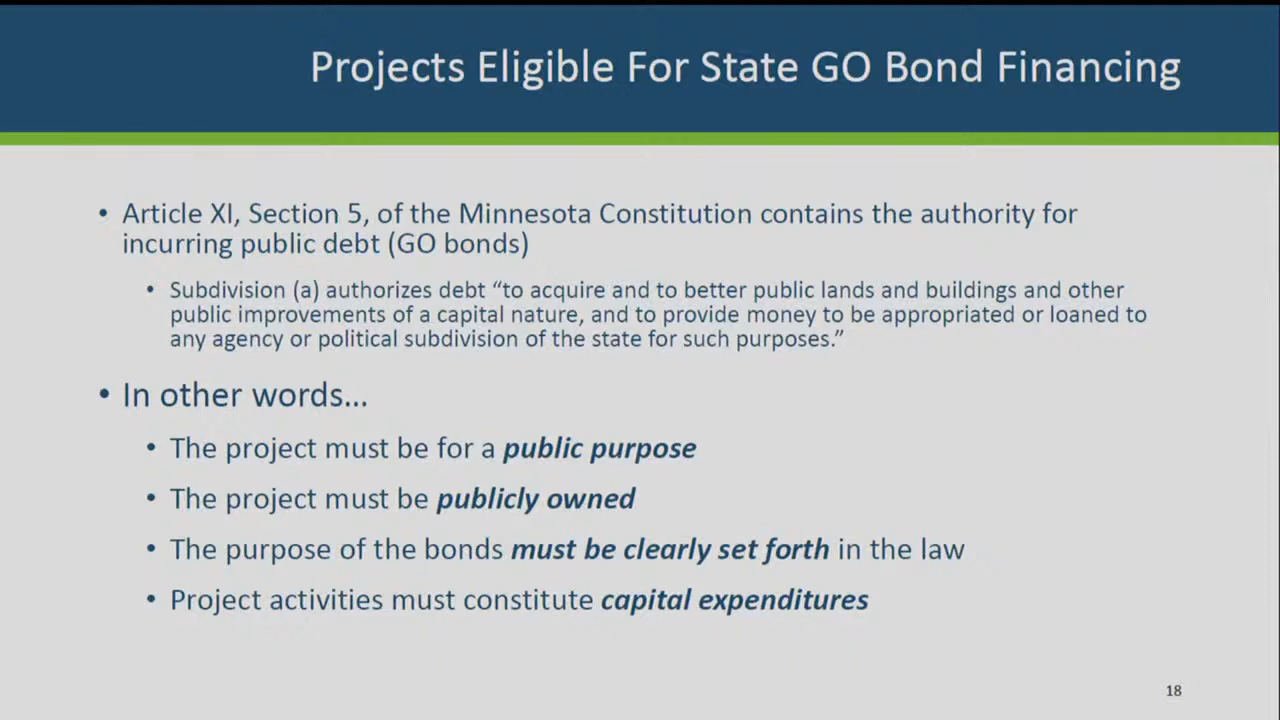 Projects Eligible For State GO Bond Financing
• Article XI, Section 5, of the Minnesota Constitution contains the authority for
incurring public debt (GO bonds)
• Subdivision (a) authorizes debt “to acquire and to better public lands and buildings and other
public improvements of a capital nature, and to provide money to be appropriated or loaned to
any agency or political subdivision of the state for such purposes.”
• In other words…
• The project must be for a public purpose
• The project must be publicly owned
• The purpose of the bonds must be clearly set forth in the law
• Project activities must constitute capital expenditures
18